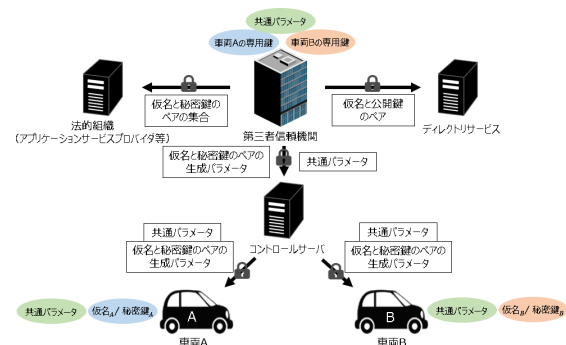 共通パラメータ
車両Aの専用鍵
車両Bの専用鍵
仮名と秘密鍵の
ペアの集合
仮名と公開鍵
のペア
法的組織
(アプリケーションサービスプロバイダ等)
第三者信頼機関
ディレクトリサービス
仮名と秘密鍵のペアの
生成パラメータ
共通パラメータ
コントロールサーバ
共通パラメータ
仮名と秘密鍵のペアの
生成パラメータ
共通パラメータ
仮名と秘密鍵のペアの
生成パラメータ
共通パラメータ
仮名A/ 秘密鍵A
A
車両A
B
車両B
共通パラメータ
仮名B/ 秘密鍵B